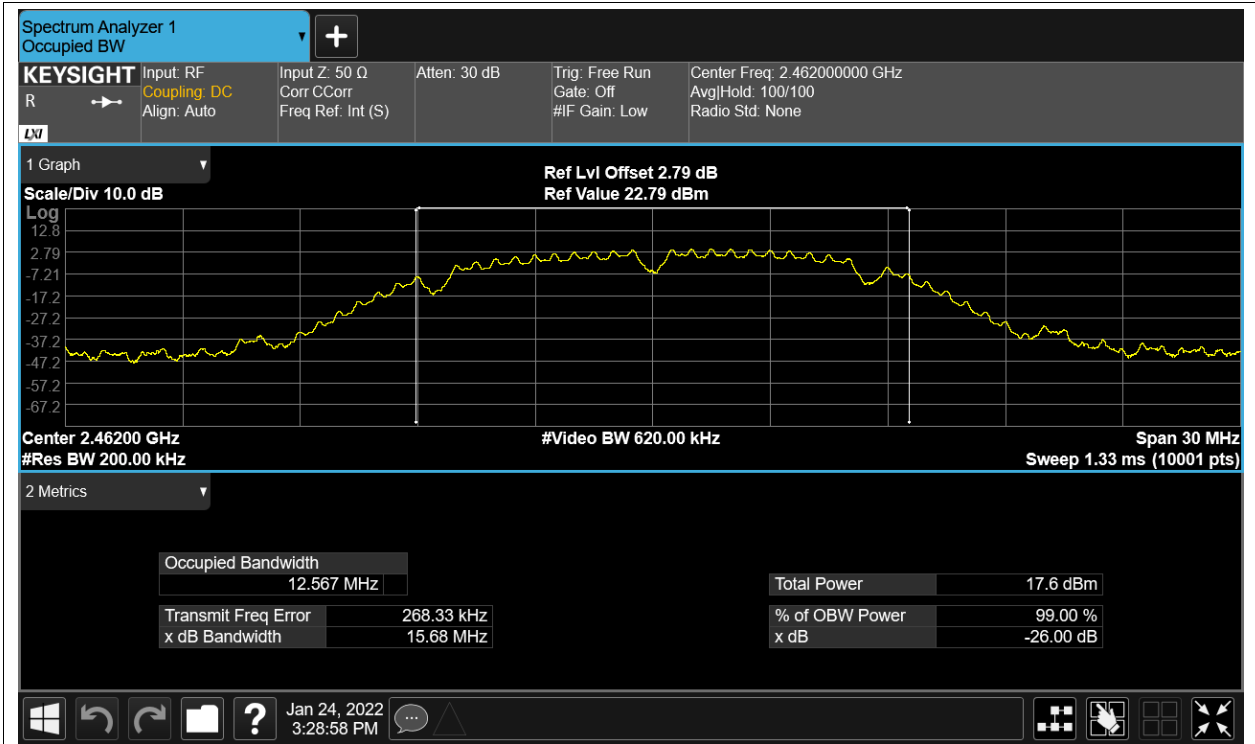 Spectrum Analyzer 1
Occupied BW
KEYSIGHT
R
LXI
Input: RF
Coupling: DC
Align: Auto
Input Z: 50 Ω
Corr CCorr
Freq Ref: Int (S)
Atten: 30 dB
Trig: Free Run
Gate: Off
#IF Gain: Low
Center Freq: 2.462000000 GHz
Avg|Hold: 100/100
Radio Std: None
1 Graph
Scale/Div 10.0 dB
Ref Lvl Offset 2.79 dB
Ref Value 22.79 dBm
Log
12.8
2.79
-7.21
-17.2
-27.2
-37.2
-47.2
-57.2
-67.2
Center 2.46200 GHz
#Res BW 200.00 kHz
#Video BW 620.00 kHz
Span 30 MHz
Sweep 1.33 ms (10001 pts)
2 Metrics
Occupied Bandwidth
12.567 MHz
Transmit Freq Error 268.33 kHz
x dB Bandwidth 15.68 MHz
Total Power 17.6 dBm
% of OBW Power 99.00 %
x dB -26.00 dB
?
Jan 24, 2022
3:28:58 PM